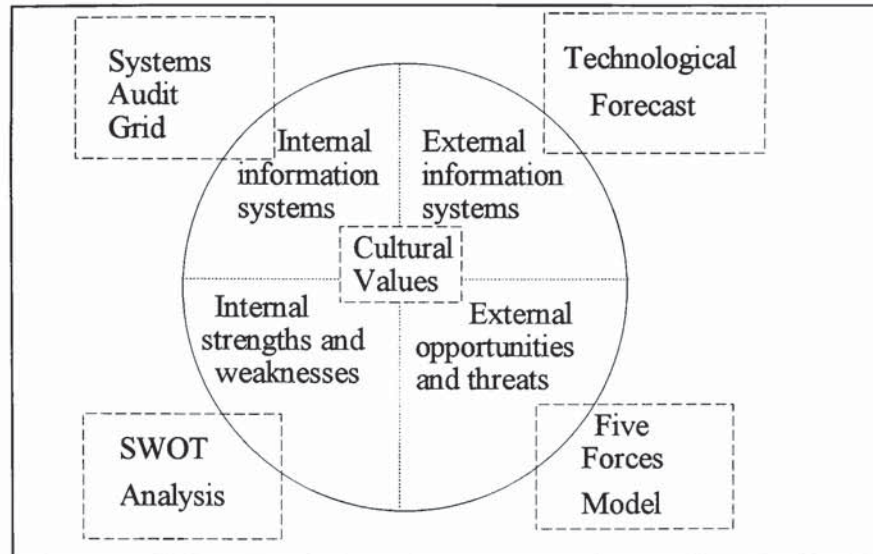 Systems
Audit
Grid
Technological
Forecast
Internal
information
systems
External
information
systems
Cultural
Values
Internal
strengths and
weaknesses
External
opportunities
and threats
SWOT
Analysis
Five
Forces
Model